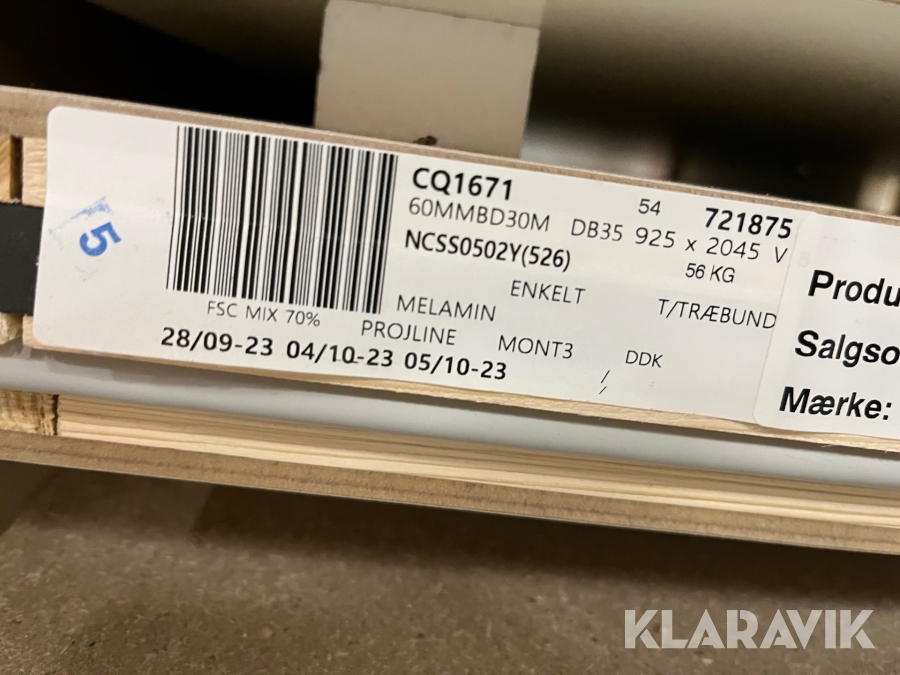 5
CQ1671 54 721875
60MMBD30M DB35 925 x 2045 V
NCSS0502Y(526) 56 KG
ENKELT T/TRÆBUND
FSC MIX 70% MELAMIN
PROJLINE MONT3 DDK
28/09-23 04/10-23 05/10-23 /
/
Produ
Salgso
Mærke:
KLARAVIK